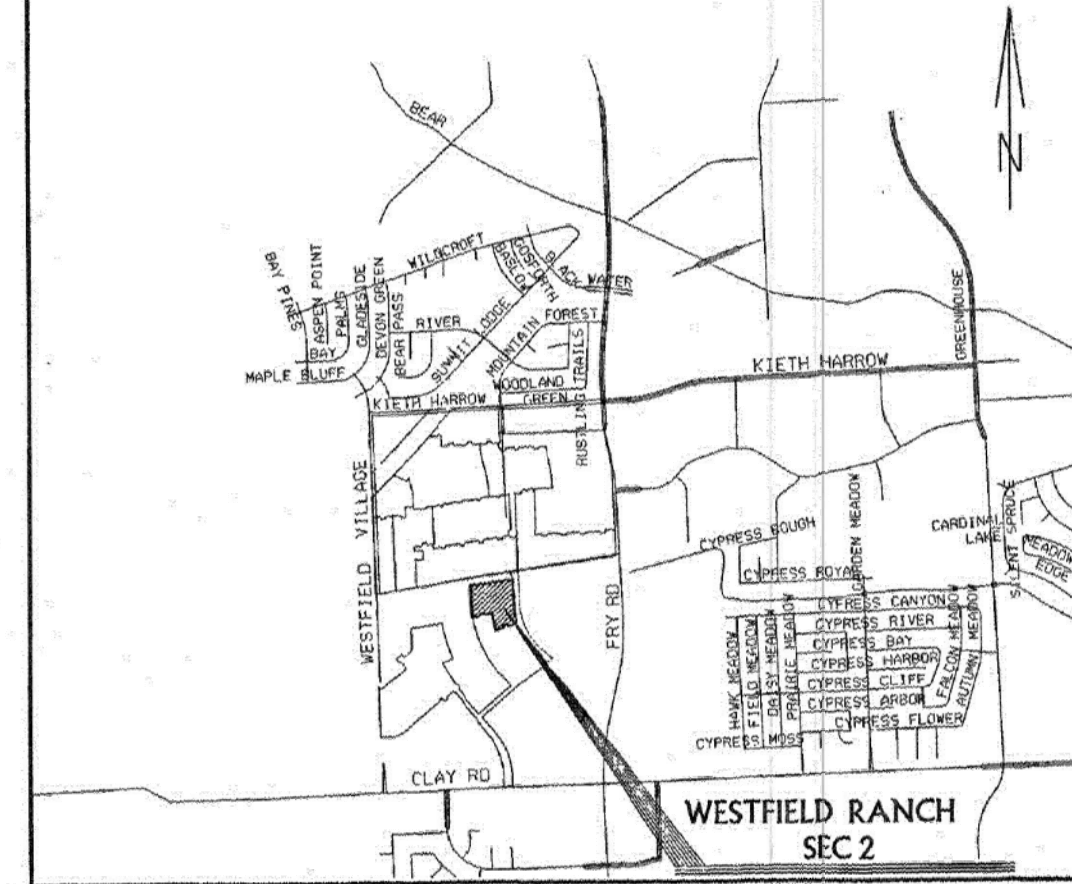 BEAR
N
WILDCROFT
BASLOW
GOSFORTH
BLACK
WATER
BAY PINES
ASPEN POINT
PALMS
BAY
GLADESIDE
DEVON GREEN
BEAR PASS
RIVER
SUMMIT
LODGE
MOUNTAIN
FOREST
RUSTLING TRAILS
MAPLE BLUFF
WOODLAND
GREEN
KIETH HARROW
KIETH HARROW
GREENHOUSE
WESTFIELD VILLAGE
FRY RD
CYPRESS BOUGH
CARDINAL
LAKE
SILENT SPRUCE
MEADOW
EDGE
GARDEN MEADOW
CYPRESS ROYAL
CYPRESS CANYON
CYPRESS RIVER
CYPRESS BAY
CYPRESS HARBOR
CYPRESS CLIFF
CYPRESS ARBOR
CYPRESS FLOWER
HAWK MEADOW
FIELD MEADOW
DAISY MEADOW
PRAIRIE MEADOW
FALCON MEADOW
AUTUMN MEADOW
CYPRESS MOSS
CLAY RD
WESTFIELD RANCH
SEC 2